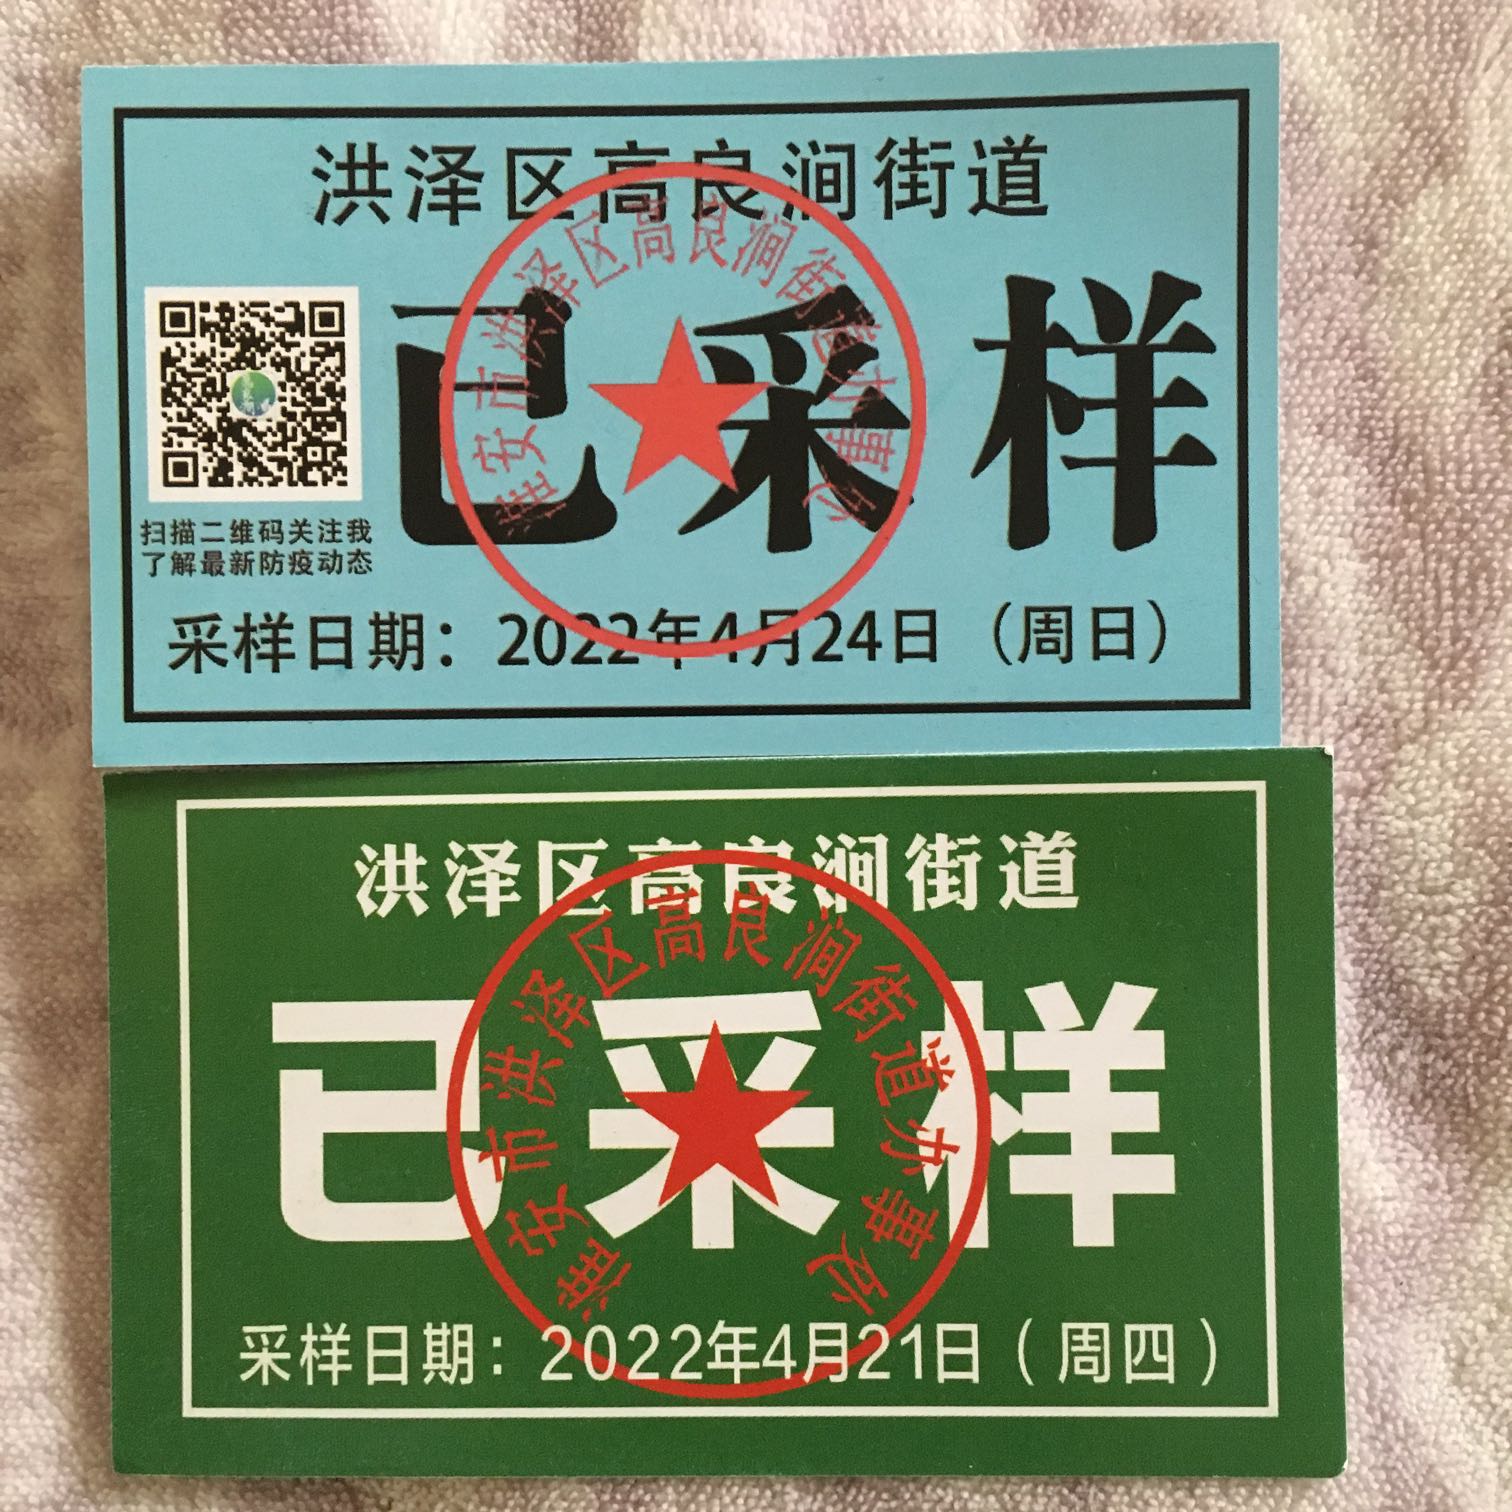 洪泽区高良涧街道
淮安市洪泽区高良涧街道办事处
已采样
扫描二维码关注我
了解最新防疫动态
采样日期：2022年4月24日（周日）
洪泽区高良涧街道
淮安市洪泽区高良涧街道办事处
已采样
采样日期：2022年4月21日（周四）